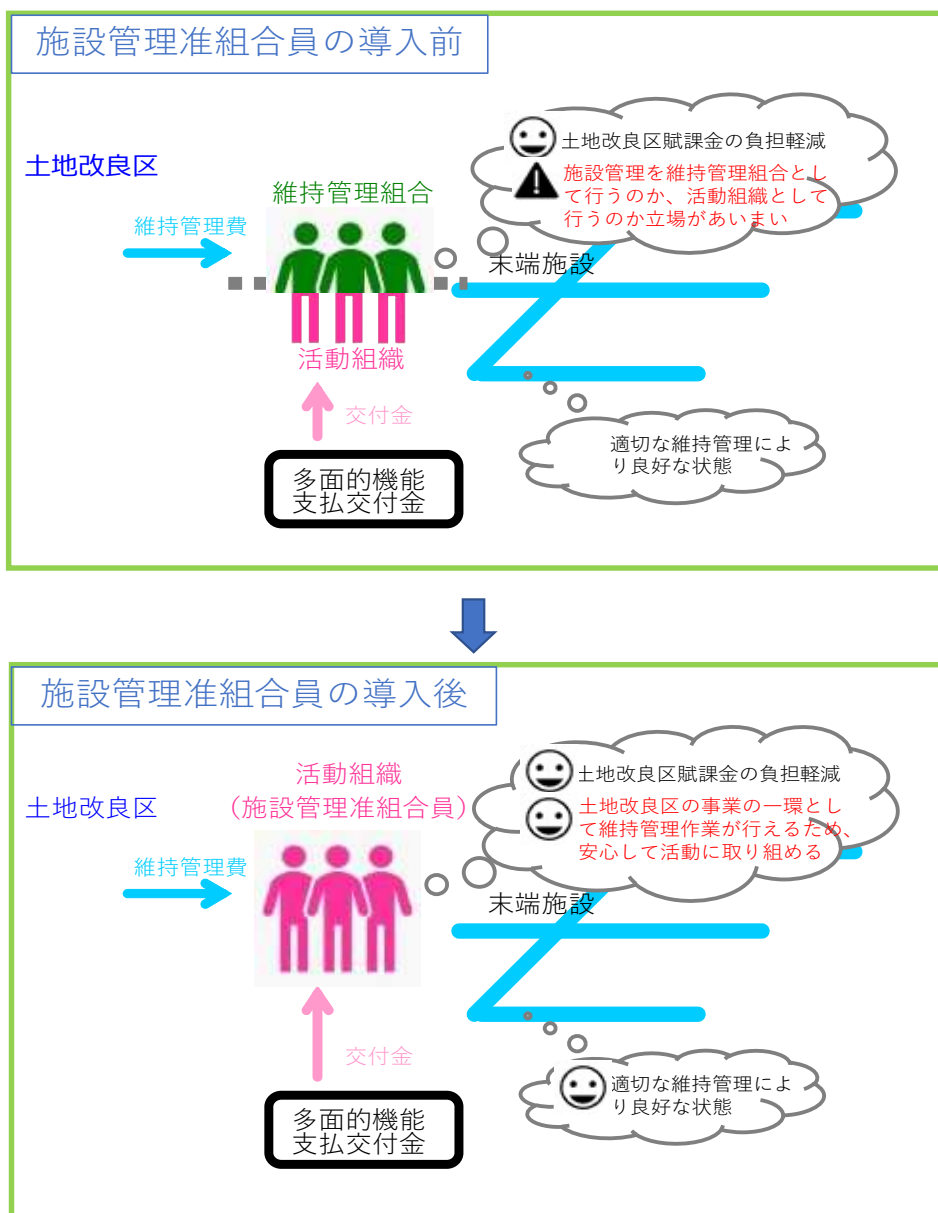 施設管理准組合員の導入前
土地改良区
維持管理組合
維持管理費
土地改良区賦課金の負担軽減
施設管理を維持管理組合とし
て行うのか、活動組織として
行うのか立場があいまい
末端施設
活動組織
交付金
多面的機能
支払交付金
適切な維持管理によ
り良好な状態
施設管理准組合員の導入後
土地改良区
活動組織
（施設管理准組合員）
維持管理費
土地改良区賦課金の負担軽減
土地改良区の事業の一環とし
て維持管理作業が行えるため、
安心して活動に取り組める
末端施設
交付金
多面的機能
支払交付金
適切な維持管理によ
り良好な状態